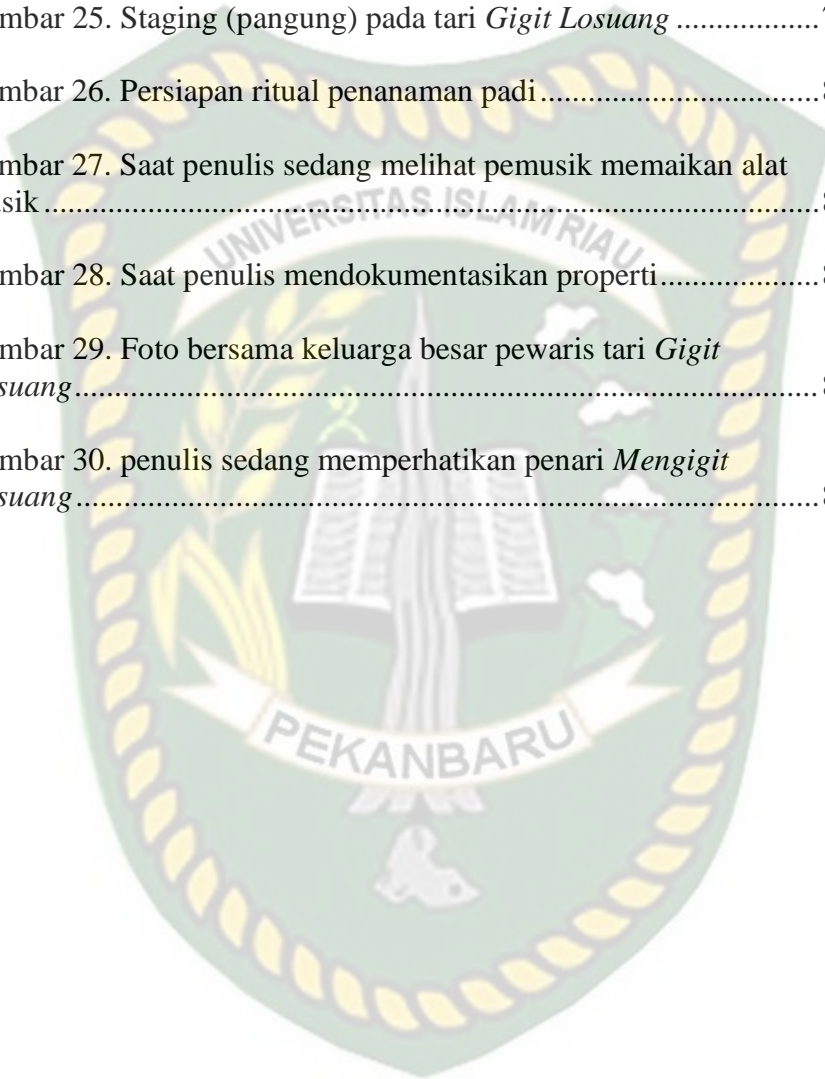 mbar 25. Staging (pangung) pada tari Gigit Losuang ..................
mbar 26. Persiapan ritual penanaman padi....................................
mbar 27. Saat penulis sedang melihat pemusik memaikan alat
sik ....................................................................................................
mbar 28. Saat penulis mendokumentasikan properti....................
mbar 29. Foto bersama keluarga besar pewaris tari Gigit
suang................................................................................................
mbar 30. penulis sedang memperhatikan penari Mengigit
suang................................................................................................
UNIVERSITAS ISLAM RIAU
PEKANBARU